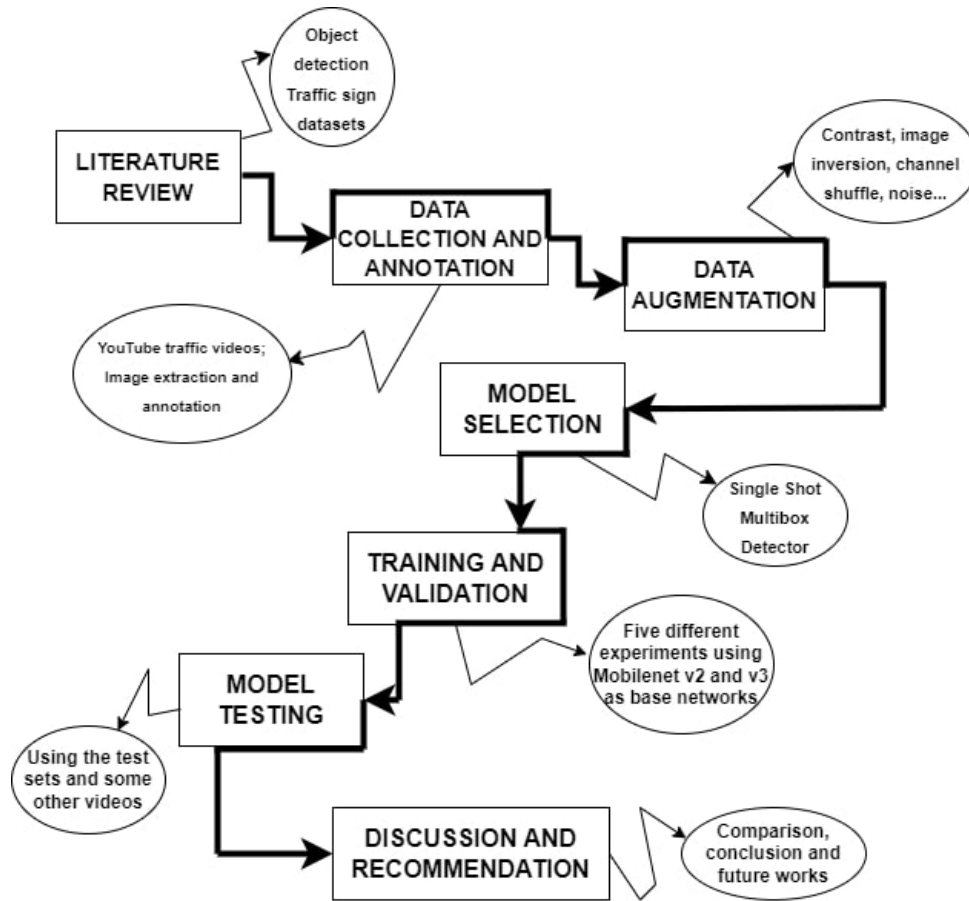 Object
detection
Traffic sign
datasets
LITERATURE
REVIEW
Contrast, image
inversion, channel
shuffle, noise...
DATA
COLLECTION AND
ANNOTATION
DATA
AUGMENTATION
YouTube traffic videos;
Image extraction and
annotation
MODEL
SELECTION
Single Shot
Multibox
Detector
TRAINING AND
VALIDATION
Five different
experiments using
Mobilenet v2 and v3
as base networks
MODEL
TESTING
Using the test
sets and some
other videos
DISCUSSION AND
RECOMMENDATION
Comparison,
conclusion and
future works